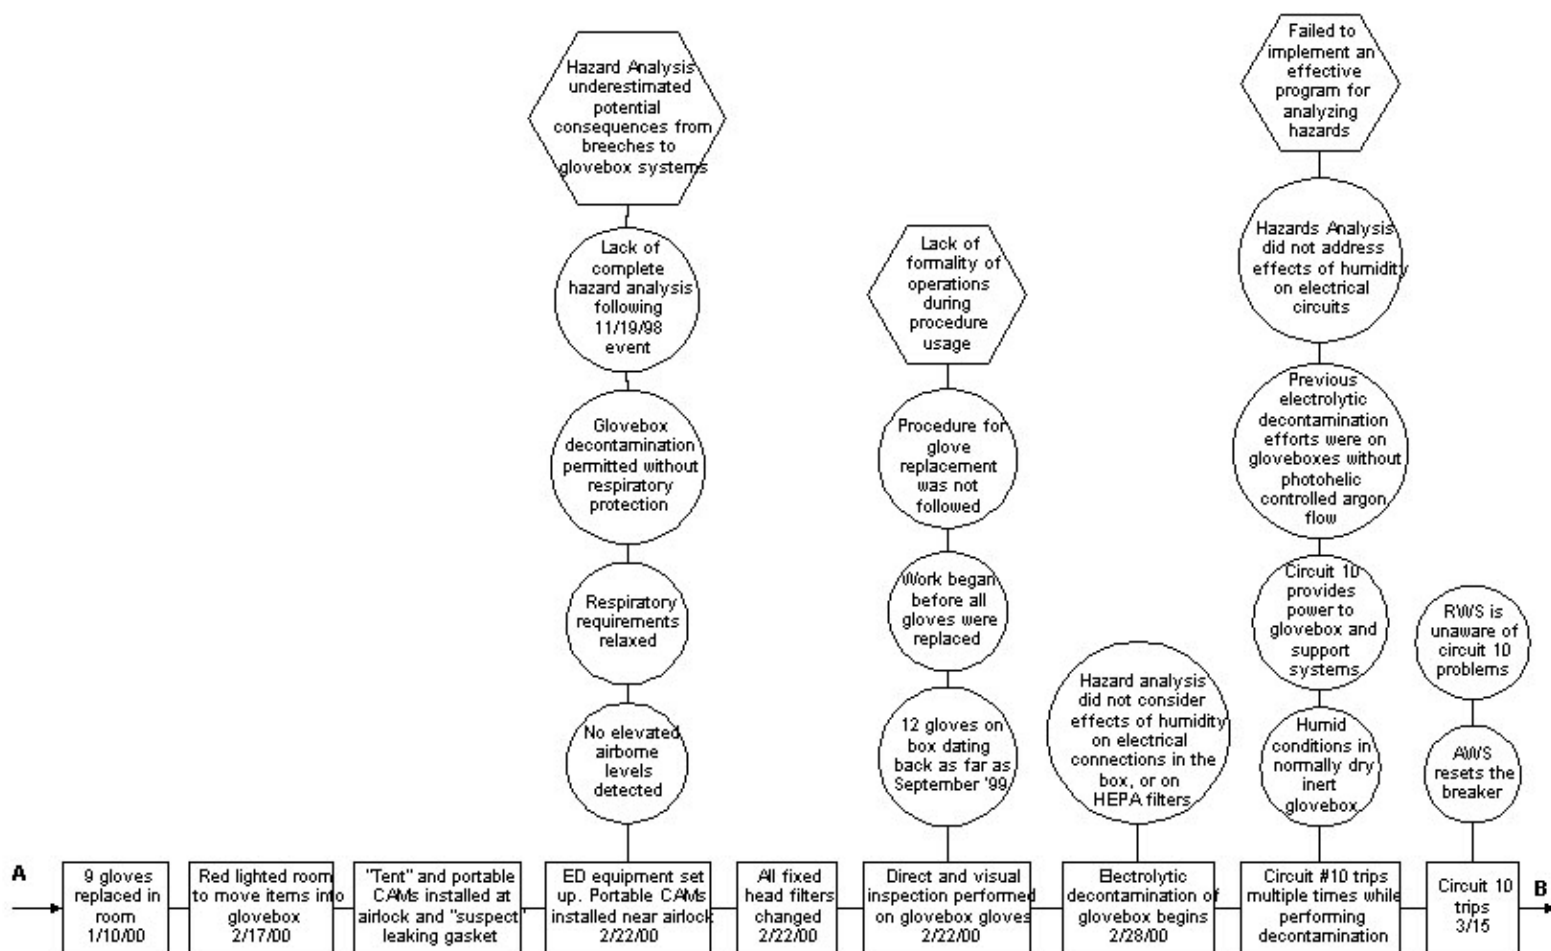 Hazard Analysis
underestimated
potential
consequences from
breeches to
glovebox systems
Lack of
complete
hazard analysis
following
11/19/98
event
Glovebox
decontamination
permitted without
respiratory
protection
Respiratory
requirements
relaxed
No elevated
airborne
levels
detected
Lack of
formality of
operations
during
procedure
usage
Procedure for
glove
replacement
was not
followed
Work began
before all
gloves were
replaced
12 gloves on
box dating
back as far as
September '99
Hazard analysis
did not consider
effects of humidity
on electrical
connections in the
box, or on
HEPA filters
Failed to
implement an
effective
program for
analyzing
hazards
Hazards Analysis
did not address
effects of humidity
on electrical
circuits
Previous
electrolytic
decontamination
efforts were on
gloveboxes without
photohelic
controlled argon
flow
Circuit 10
provides
power to
glovebox and
support
systems
Humid
conditions in
normally dry
inert
glovebox
RWS is
unaware of
circuit 10
problems
AWS
resets the
breaker
A
9 gloves
replaced in
room
1/10/00
Red lighted room
to move items into
glovebox
2/17/00
"Tent" and portable
CAMs installed at
airlock and "suspect"
leaking gasket
ED equipment set
up. Portable CAMs
installed near airlock
2/22/00
All fixed
head filters
changed
2/22/00
Direct and visual
inspection performed
on glovebox gloves
2/22/00
Electrolytic
decontamination of
glovebox begins
2/28/00
Circuit #10 trips
multiple times while
performing
decontamination
Circuit 10
trips
3/15
B